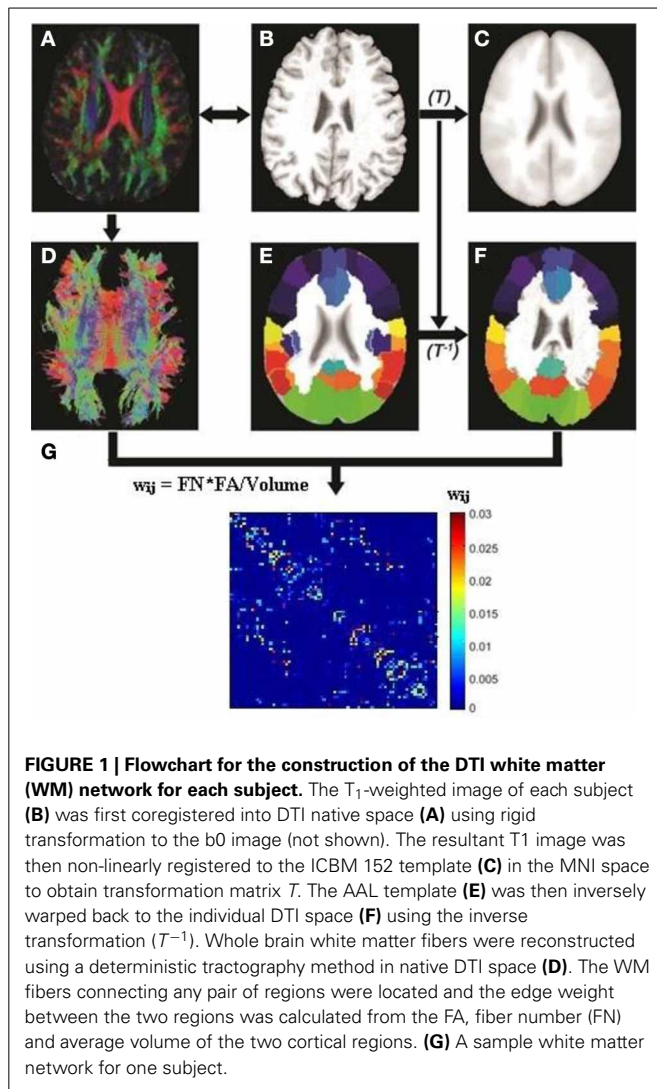 A
B
C
(T)
D
E
F
(T⁻¹)
G
wij = FN*FA/Volume
wij
0.03
0.025
0.02
0.015
0.01
0.005
0
FIGURE 1 | Flowchart for the construction of the DTI white matter
(WM) network for each subject. The T₁-weighted image of each subject
(B) was first coregistered into DTI native space (A) using rigid
transformation to the b0 image (not shown). The resultant T1 image was
then non-linearly registered to the ICBM 152 template (C) in the MNI space
to obtain transformation matrix T. The AAL template (E) was then inversely
warped back to the individual DTI space (F) using the inverse
transformation (T⁻¹). Whole brain white matter fibers were reconstructed
using a deterministic tractography method in native DTI space (D). The WM
fibers connecting any pair of regions were located and the edge weight
between the two regions was calculated from the FA, fiber number (FN)
and average volume of the two cortical regions. (G) A sample white matter
network for one subject.